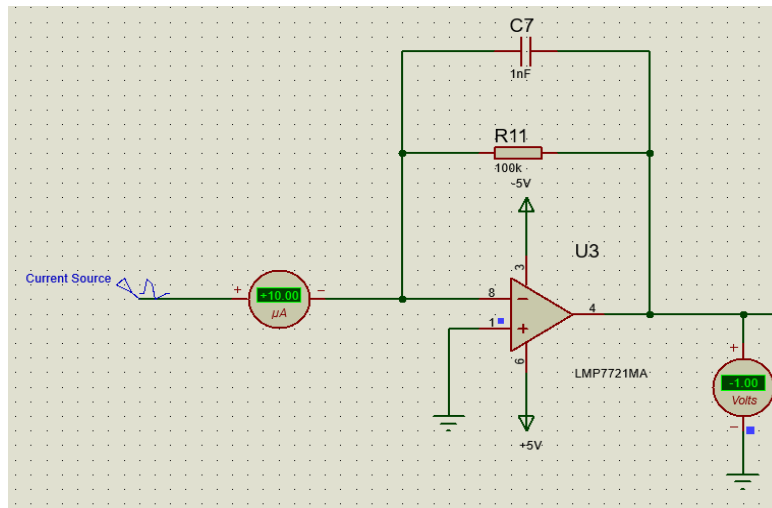 C7
1nF
R11
100k
-5V
U3
3
Current Source
+
+10.00
µA
−
8
−
4
1
+
6
LMP7721MA
+5V
+
-1.00
Volts
−